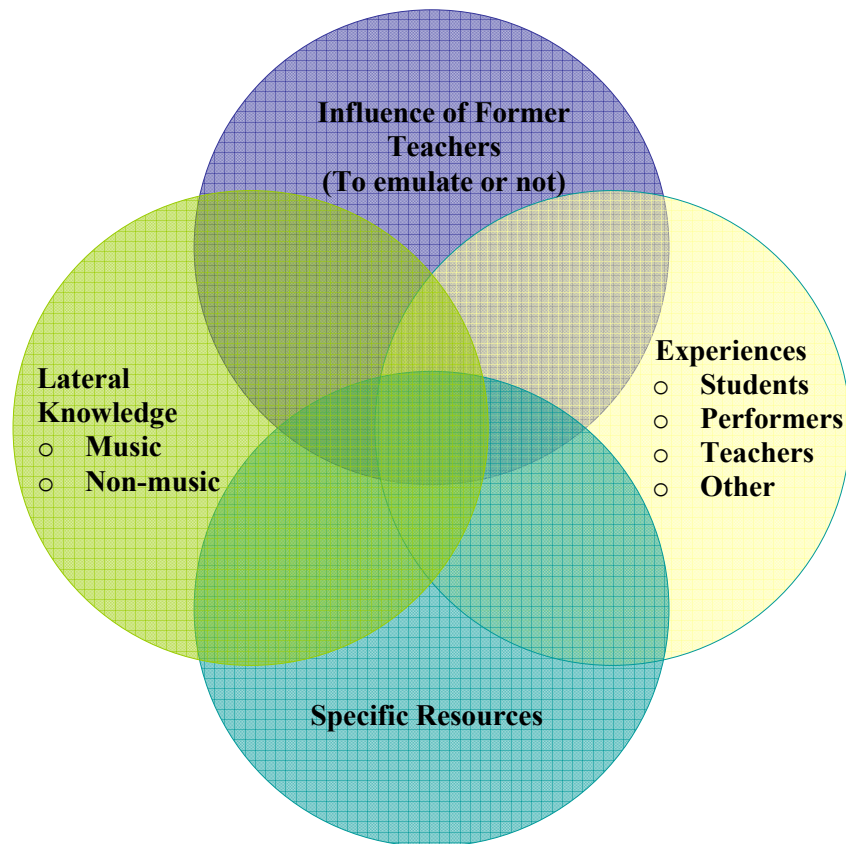 Influence of Former
Teachers
(To emulate or not)
Lateral
Knowledge
o Music
o Non-music
Experiences
o Students
o Performers
o Teachers
o Other
Specific Resources